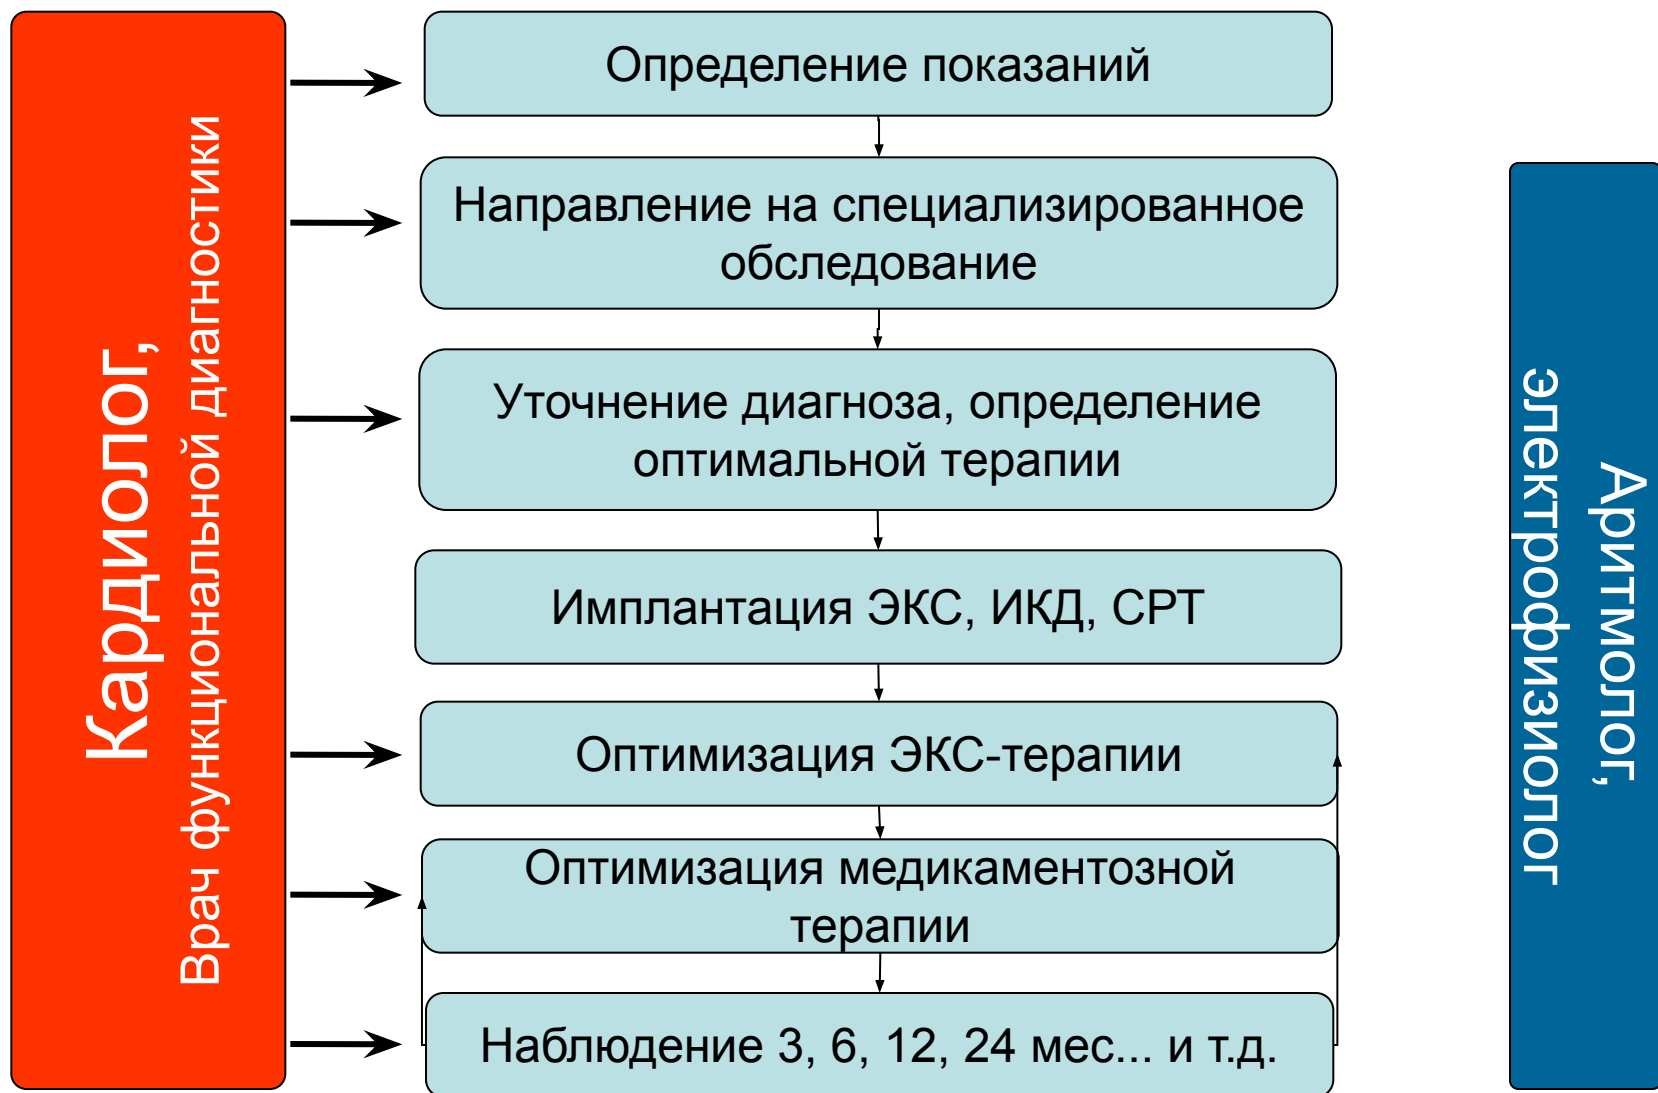 Кардиолог,
Врач функциональной диагностики
Определение показаний
Направление на специализированное
обследование
Уточнение диагноза, определение
оптимальной терапии
Имплантация ЭКС, ИКД, СРТ
Оптимизация ЭКС-терапии
Оптимизация медикаментозной
терапии
Наблюдение 3, 6, 12, 24 мес... и т.д.
Аритмолог,
электрофизиолог